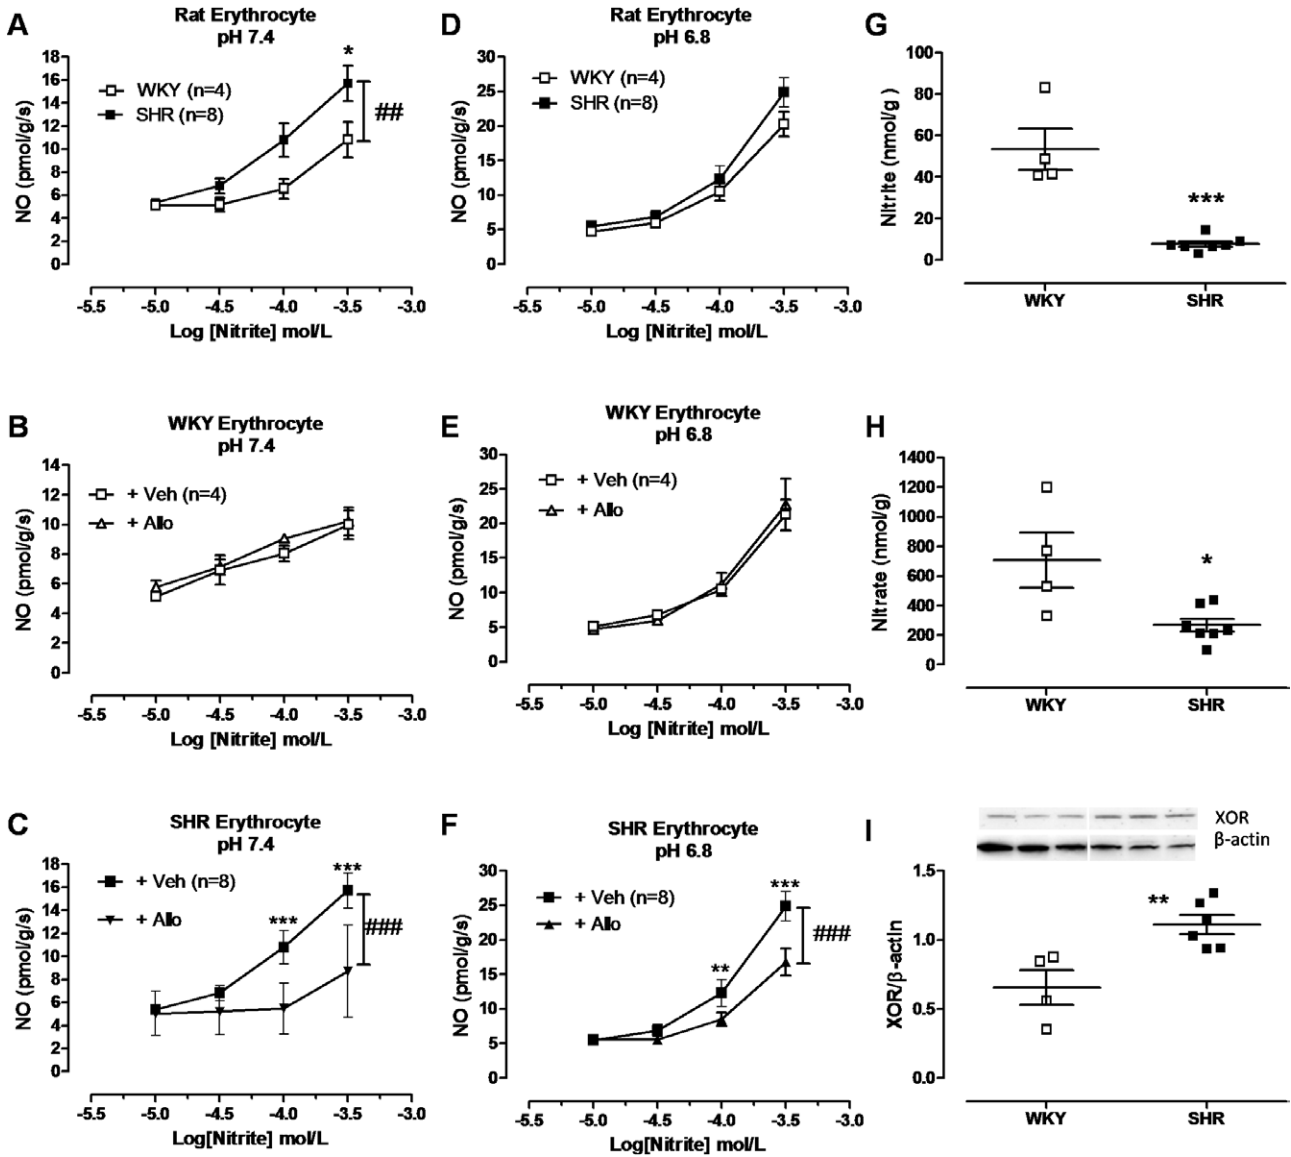 A
Rat Erythrocyte
pH 7.4
NO (pmol/g/s)
18
16
14
12
10
8
6
4
2
0
WKY (n=4)
SHR (n=8)
*
##
-5.5
-5.0
-4.5
-4.0
-3.5
-3.0
Log [Nitrite] mol/L
D
Rat Erythrocyte
pH 6.8
NO (pmol/g/s)
30
25
20
15
10
5
0
WKY (n=4)
SHR (n=8)
-5.5
-5.0
-4.5
-4.0
-3.5
-3.0
Log [Nitrite] mol/L
G
Nitrite (nmol/g )
100
80
60
40
20
0
***
WKY
SHR
B
WKY Erythrocyte
pH 7.4
NO (pmol/g/s)
14
12
10
8
6
4
2
0
+ Veh (n=4)
+ Allo
-5.5
-5.0
-4.5
-4.0
-3.5
-3.0
Log [Nitrite] mol/L
E
WKY Erythrocyte
pH 6.8
NO (pmol/g/s)
30
25
20
15
10
5
0
+ Veh (n=4)
+ Allo
-5.5
-5.0
-4.5
-4.0
-3.5
-3.0
Log [Nitrite] mol/L
H
Nitrate (nmol/g)
1400
1200
1000
800
600
400
200
0
*
WKY
SHR
C
SHR Erythrocyte
pH 7.4
NO (pmol/g/s)
18
16
14
12
10
8
6
4
2
0
+ Veh (n=8)
+ Allo
***
***
###
-5.5
-5.0
-4.5
-4.0
-3.5
-3.0
Log[Nitrite] mol/L
F
SHR Erythrocyte
pH 6.8
NO (pmol/g/s)
30
25
20
15
10
5
0
+ Veh (n=8)
+ Allo
**
***
###
-5.5
-5.0
-4.5
-4.0
-3.5
-3.0
Log[Nitrite] mol/L
I
XOR
β-actin
XOR/β-actin
1.5
1.0
0.5
0.0
**
WKY
SHR